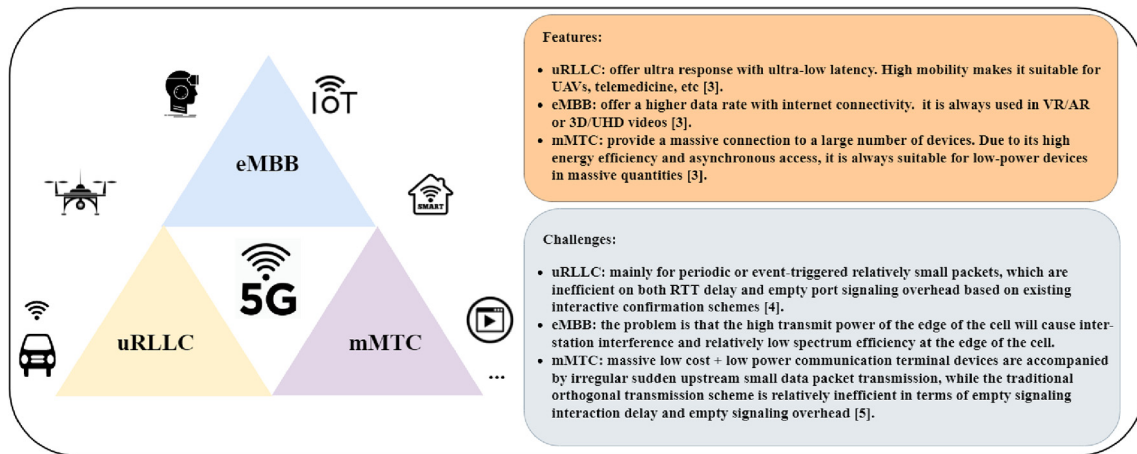 IOT
eMBB
SMART
5G
uRLLC
mMTC
...
Features:
• uRLLC: offer ultra response with ultra-low latency. High mobility makes it suitable for
UAVs, telemedicine, etc [3].
• eMBB: offer a higher data rate with internet connectivity. it is always used in VR/AR
or 3D/UHD videos [3].
• mMTC: provide a massive connection to a large number of devices. Due to its high
energy efficiency and asynchronous access, it is always suitable for low-power devices
in massive quantities [3].
Challenges:
• uRLLC: mainly for periodic or event-triggered relatively small packets, which are
inefficient on both RTT delay and empty port signaling overhead based on existing
interactive confirmation schemes [4].
• eMBB: the problem is that the high transmit power of the edge of the cell will cause inter-
station interference and relatively low spectrum efficiency at the edge of the cell.
• mMTC: massive low cost + low power communication terminal devices are accompanied
by irregular sudden upstream small data packet transmission, while the traditional
orthogonal transmission scheme is relatively inefficient in terms of empty signaling
interaction delay and empty signaling overhead [5].